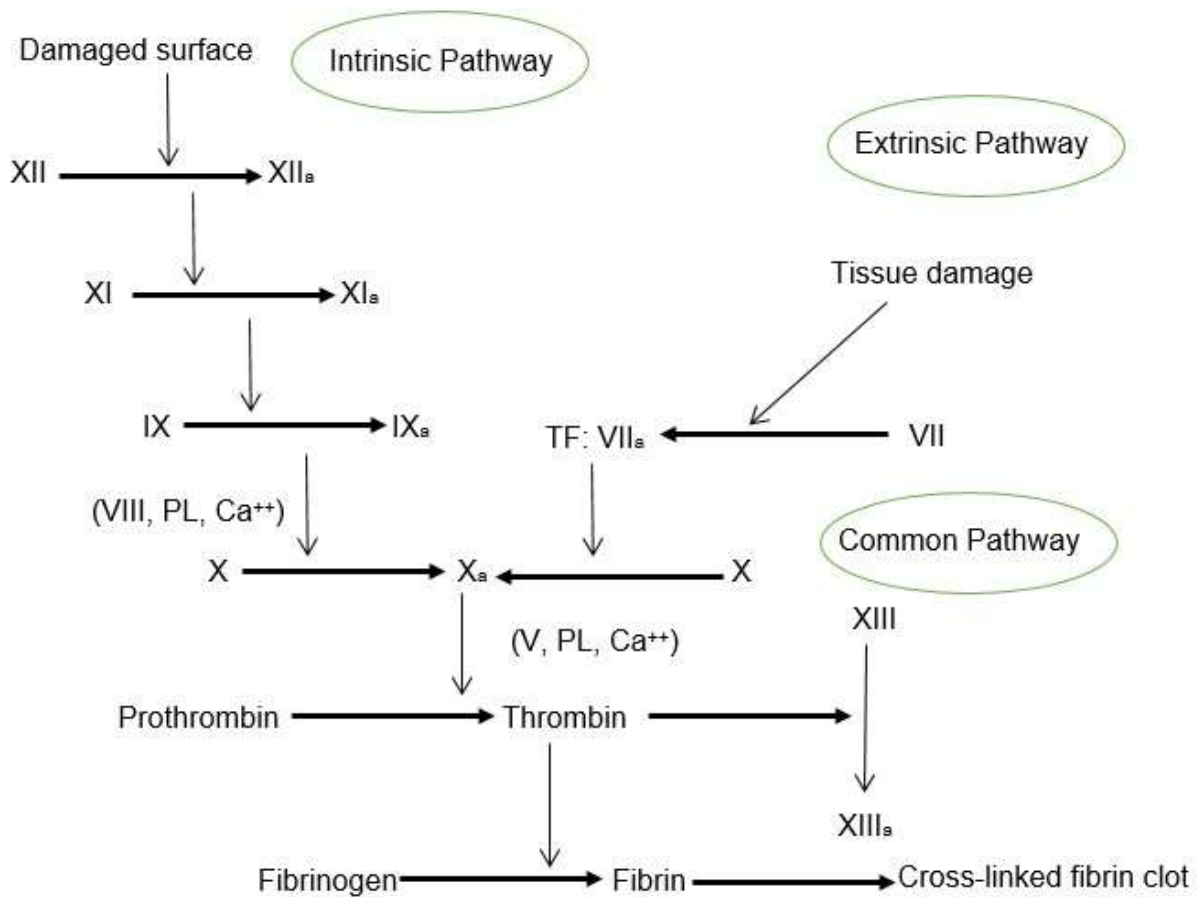 Damaged surface
Intrinsic Pathway
Extrinsic Pathway
XII
XIIₐ
Tissue damage
XI
XIₐ
IX
IXₐ
TF: VIIₐ
VII
(VIII, PL, Ca⁺⁺)
Common Pathway
X
Xₐ
X
XIII
(V, PL, Ca⁺⁺)
Prothrombin
Thrombin
XIIIₐ
Fibrinogen
Fibrin
Cross-linked fibrin clot